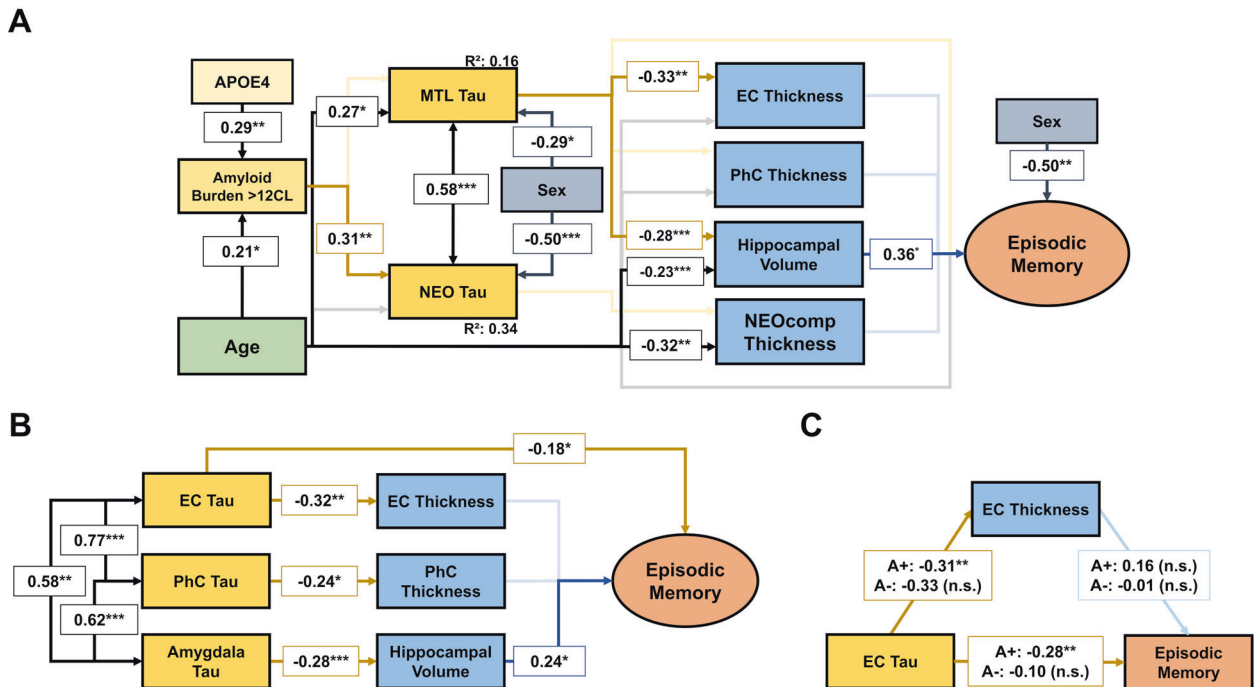 A
R²: 0.16
APOE4
MTL Tau
0.27*
-0.33**
EC Thickness
0.29**
-0.29*
Sex
Amyloid
Burden >12CL
0.58***
Sex
PhC Thickness
-0.50**
0.31**
-0.50***
-0.28***
Hippocampal
Volume
0.36*
Episodic
Memory
0.21*
-0.23***
NEO Tau
R²: 0.34
Age
-0.32**
NEOcomp
Thickness
B
-0.18*
EC Tau
-0.32**
EC Thickness
0.77***
0.58**
PhC Tau
-0.24*
PhC
Thickness
Episodic
Memory
0.62***
Amygdala
Tau
-0.28***
Hippocampal
Volume
0.24*
C
EC Thickness
A+: -0.31**
A-: -0.33 (n.s.)
A+: 0.16 (n.s.)
A-: -0.01 (n.s.)
EC Tau
A+: -0.28**
A-: -0.10 (n.s.)
Episodic
Memory